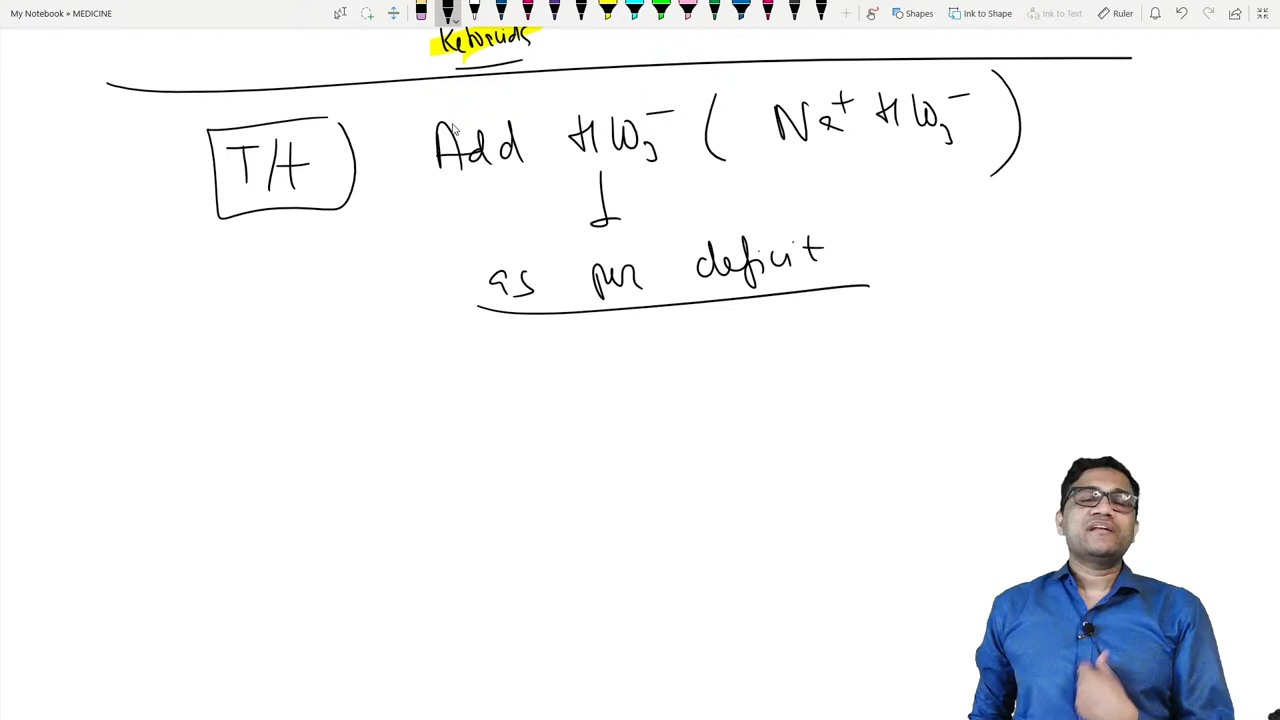 My Notebook » MEDICINE
Shapes Ink to Shape Ink to Text Ruler
Ketoacids
T/t Add HCO3⁻ ( Na⁺ HCO3⁻ )
as per deficit